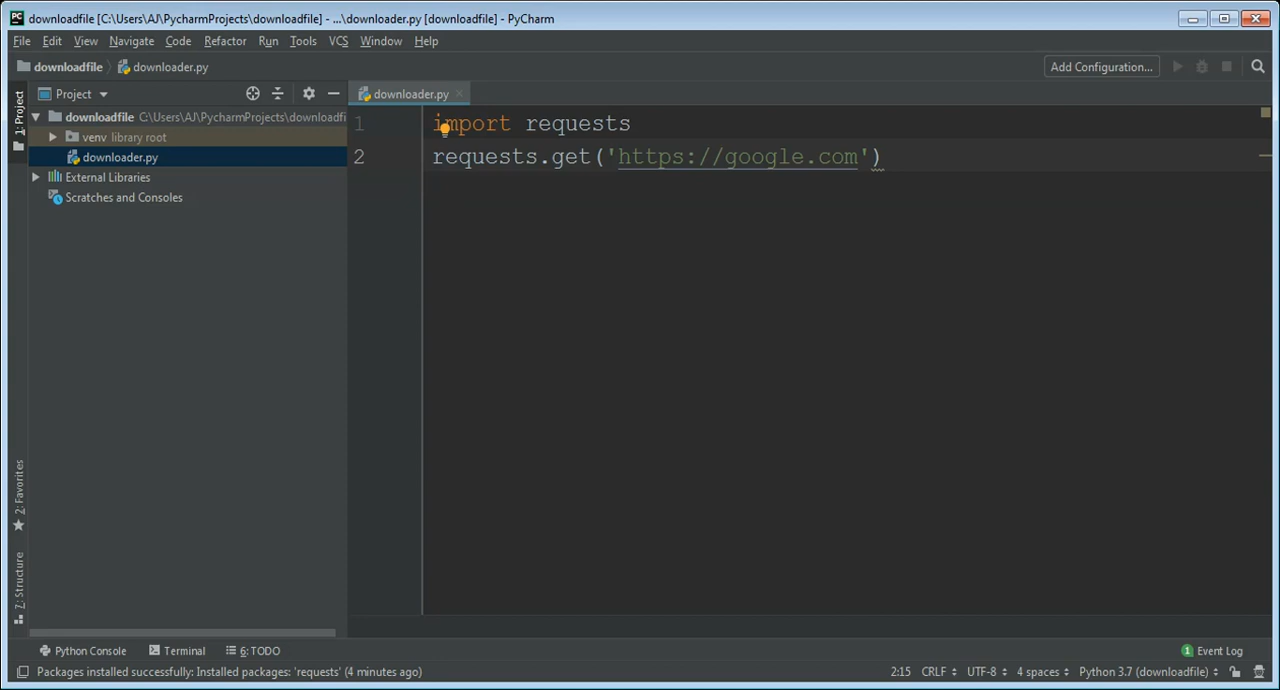 PC downloadfile [C:\Users\AJ\PycharmProjects\downloadfile] - ...\downloader.py [downloadfile] - PyCharm
File Edit View Navigate Code Refactor Run Tools VCS Window Help
downloadfile downloader.py Add Configuration...
1: Project
Project
downloader.py
downloadfile C:\Users\AJ\PycharmProjects\downloadfi
venv library root
downloader.py
External Libraries
Scratches and Consoles
1 import requests
2 requests.get('https://google.com')
2: Favorites
7: Structure
Python Console Terminal 6: TODO 1 Event Log
Packages installed successfully: Installed packages: 'requests' (4 minutes ago) 2:15 CRLF UTF-8 4 spaces Python 3.7 (downloadfile)